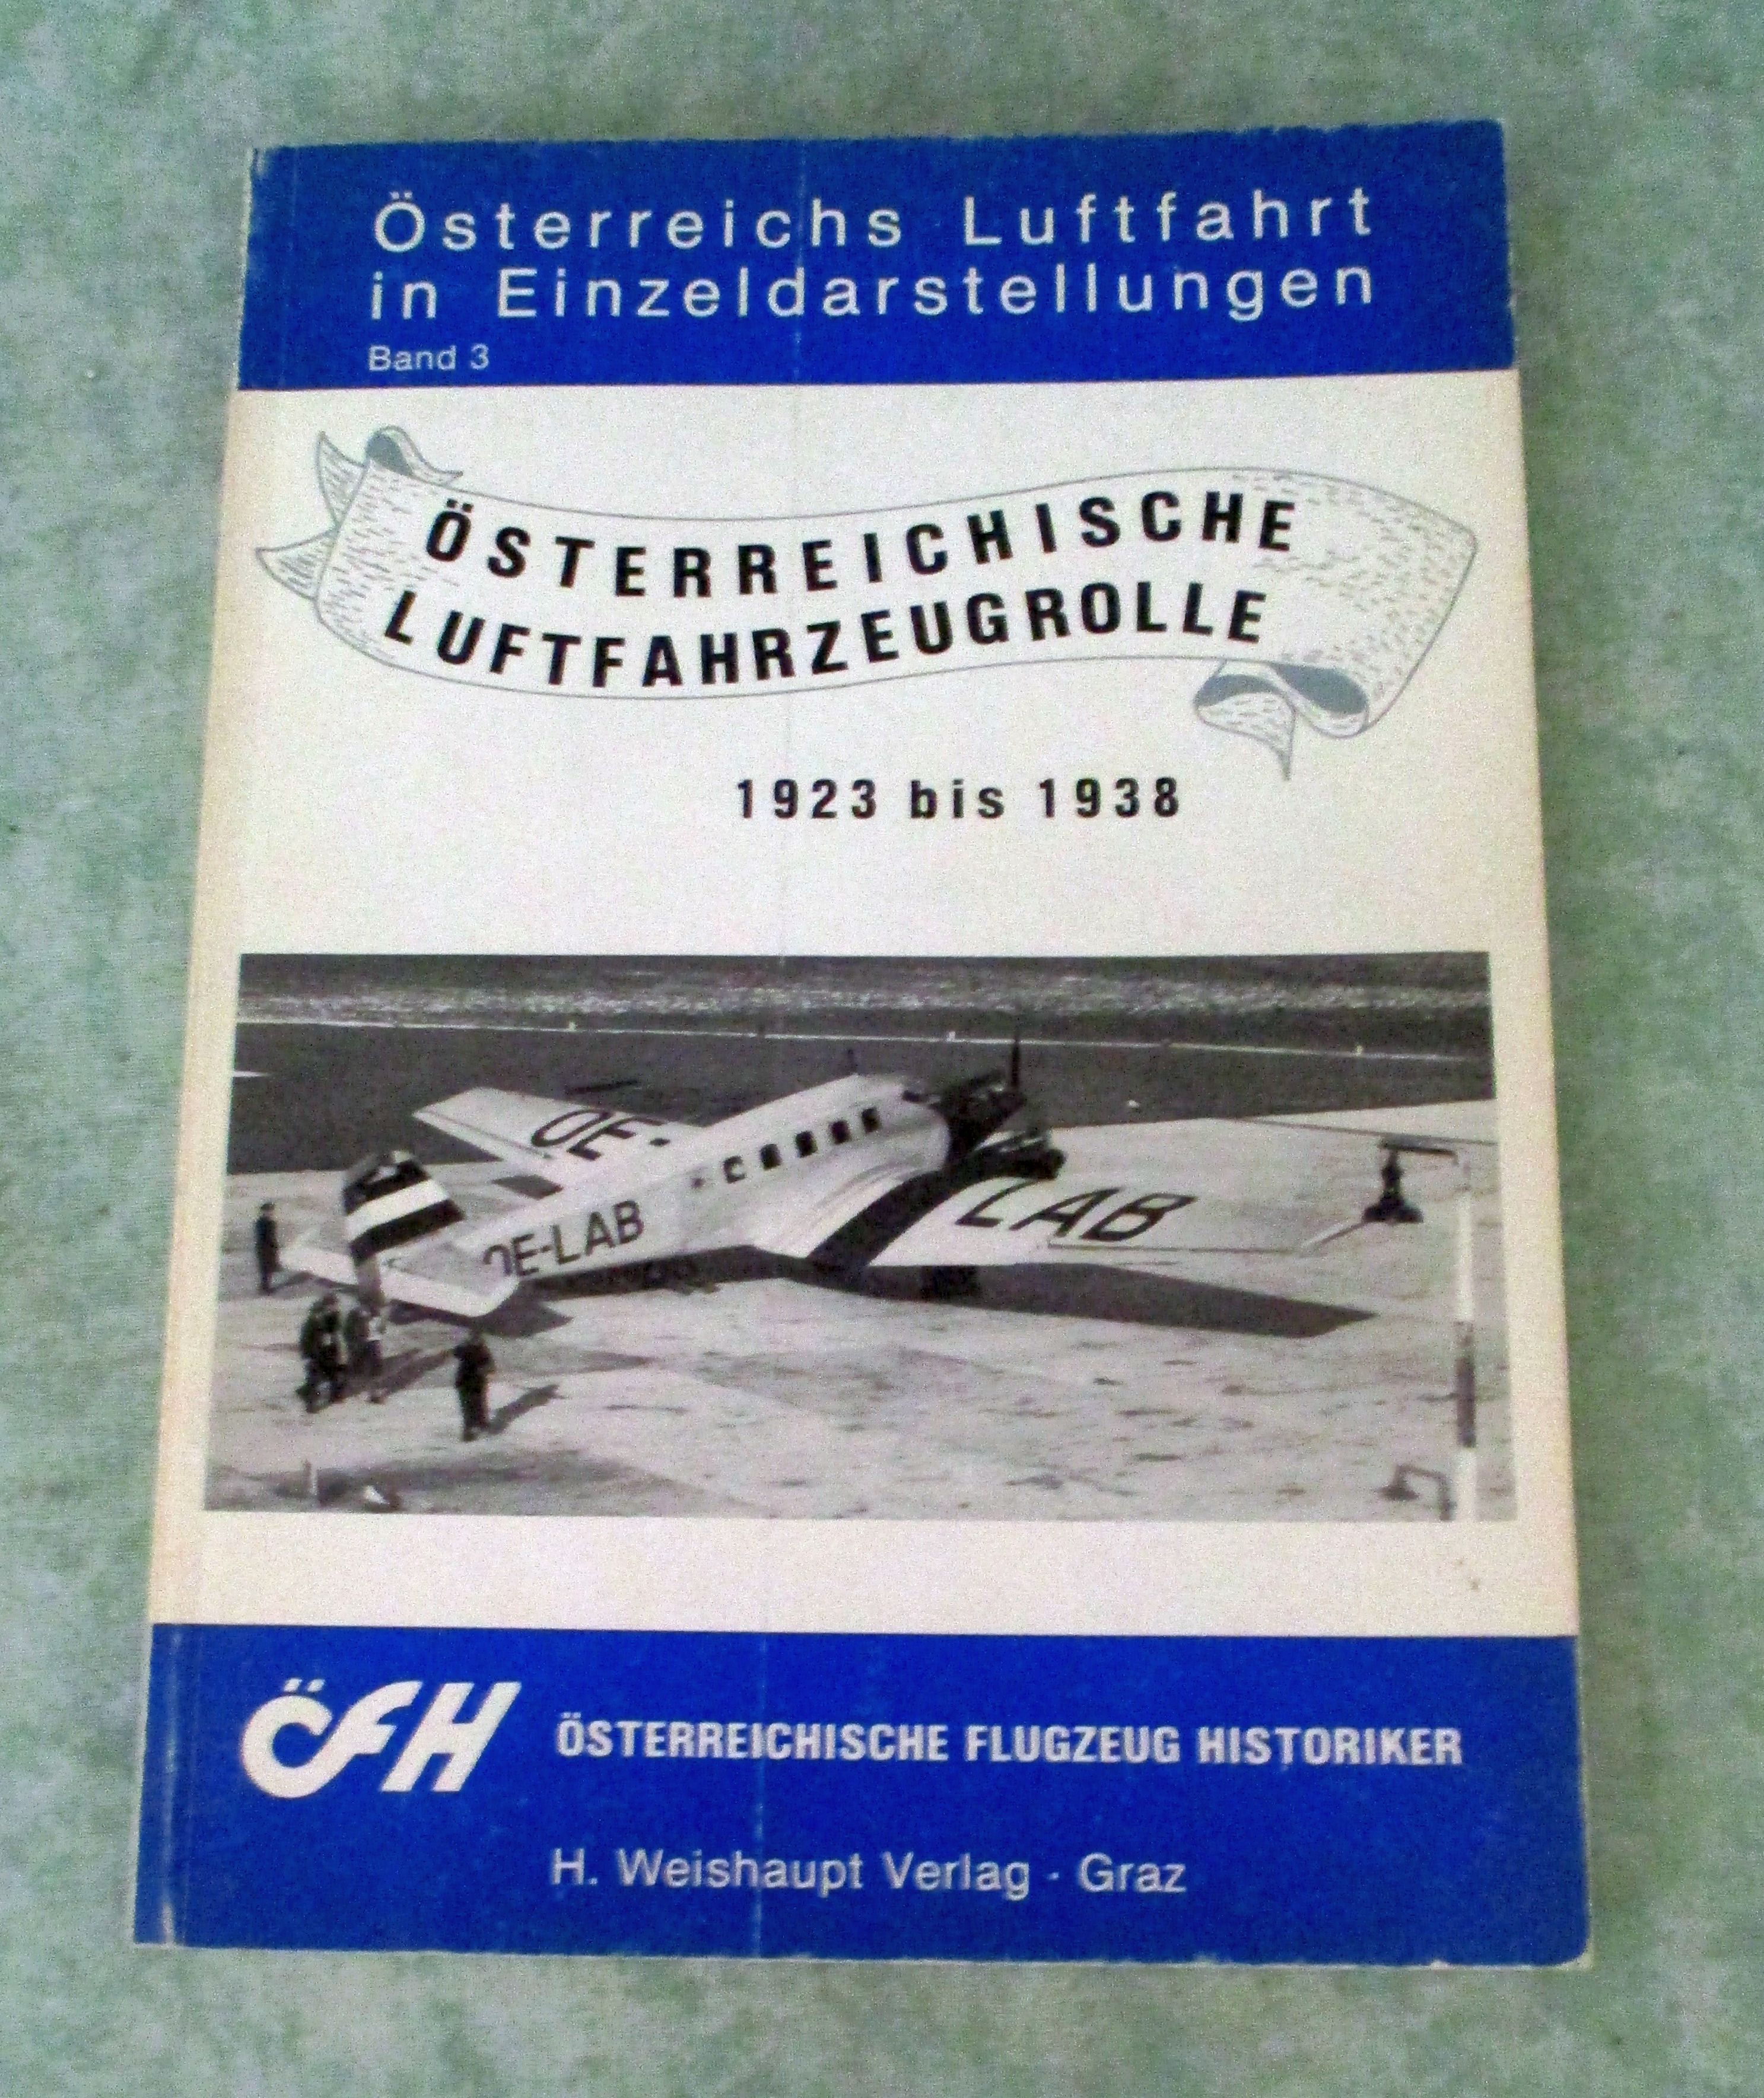 Österreichs Luftfahrt
in Einzeldarstellungen
Band 3
ÖSTERREICHISCHE
LUFTFAHRZEUGROLLE
1923 bis 1938
OE-
LAB
OE-LAB
ÖFH
ÖSTERREICHISCHE FLUGZEUG HISTORIKER
H. Weishaupt Verlag · Graz